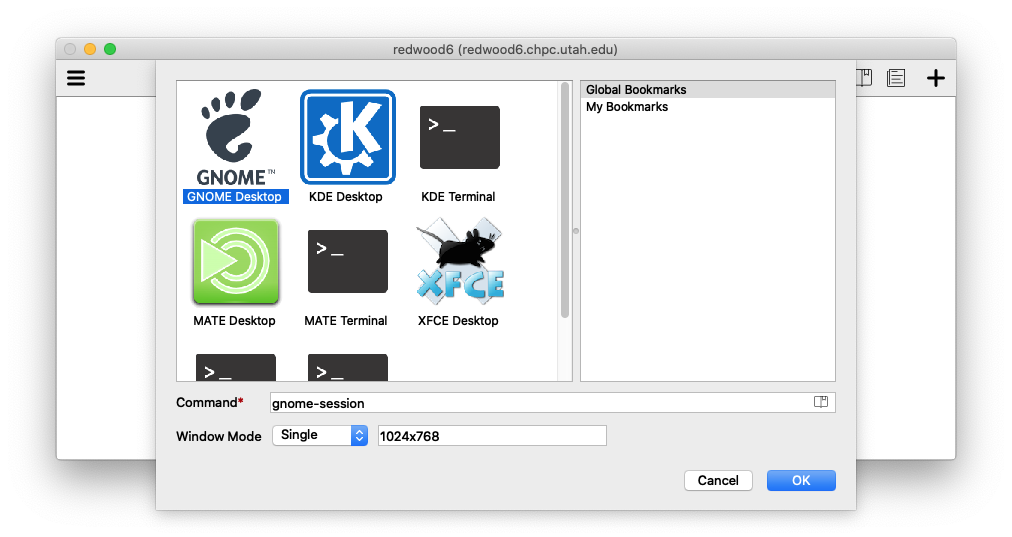 redwood6 (redwood6.chpc.utah.edu)
GNOME™
GNOME Desktop
KDE Desktop
>_
KDE Terminal
MATE Desktop
>_
MATE Terminal
XFCE
XFCE Desktop
>_
>_
Global Bookmarks
My Bookmarks
Command*
gnome-session
Window Mode
Single
1024x768
Cancel
OK